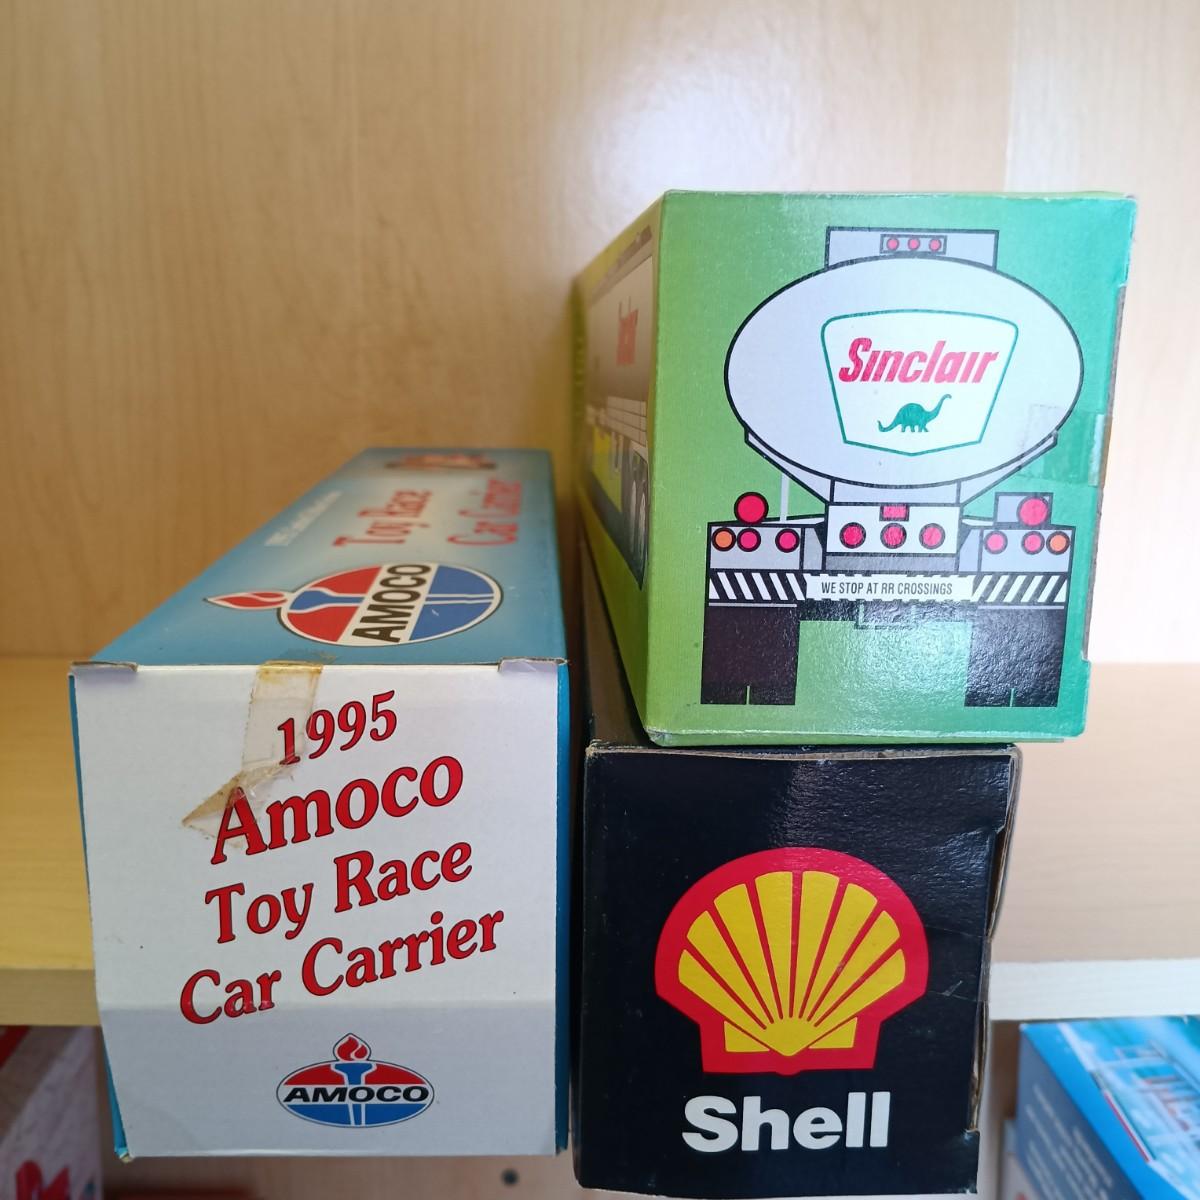 Sinclair
Sinclair
WE STOP AT RR CROSSINGS
Toy Race
Car Carrier
AMOCO
1995
Amoco
Toy Race
Car Carrier
AMOCO
Shell